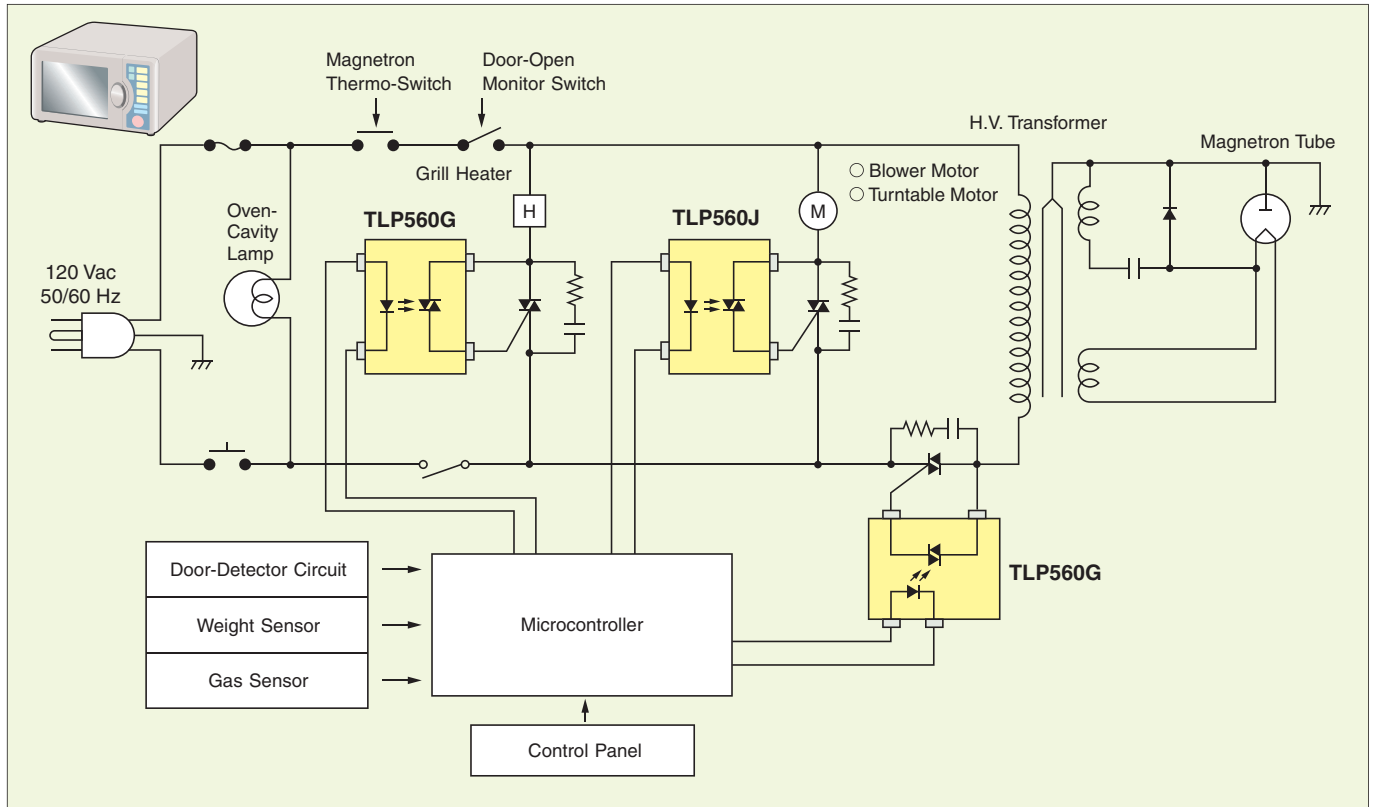 Magnetron
Thermo-Switch
Door-Open
Monitor Switch
H.V. Transformer
Magnetron Tube
Grill Heater
Blower Motor
Turntable Motor
H
M
TLP560G
TLP560J
Oven-
Cavity
Lamp
120 Vac
50/60 Hz
TLP560G
Door-Detector Circuit
Weight Sensor
Gas Sensor
Microcontroller
Control Panel